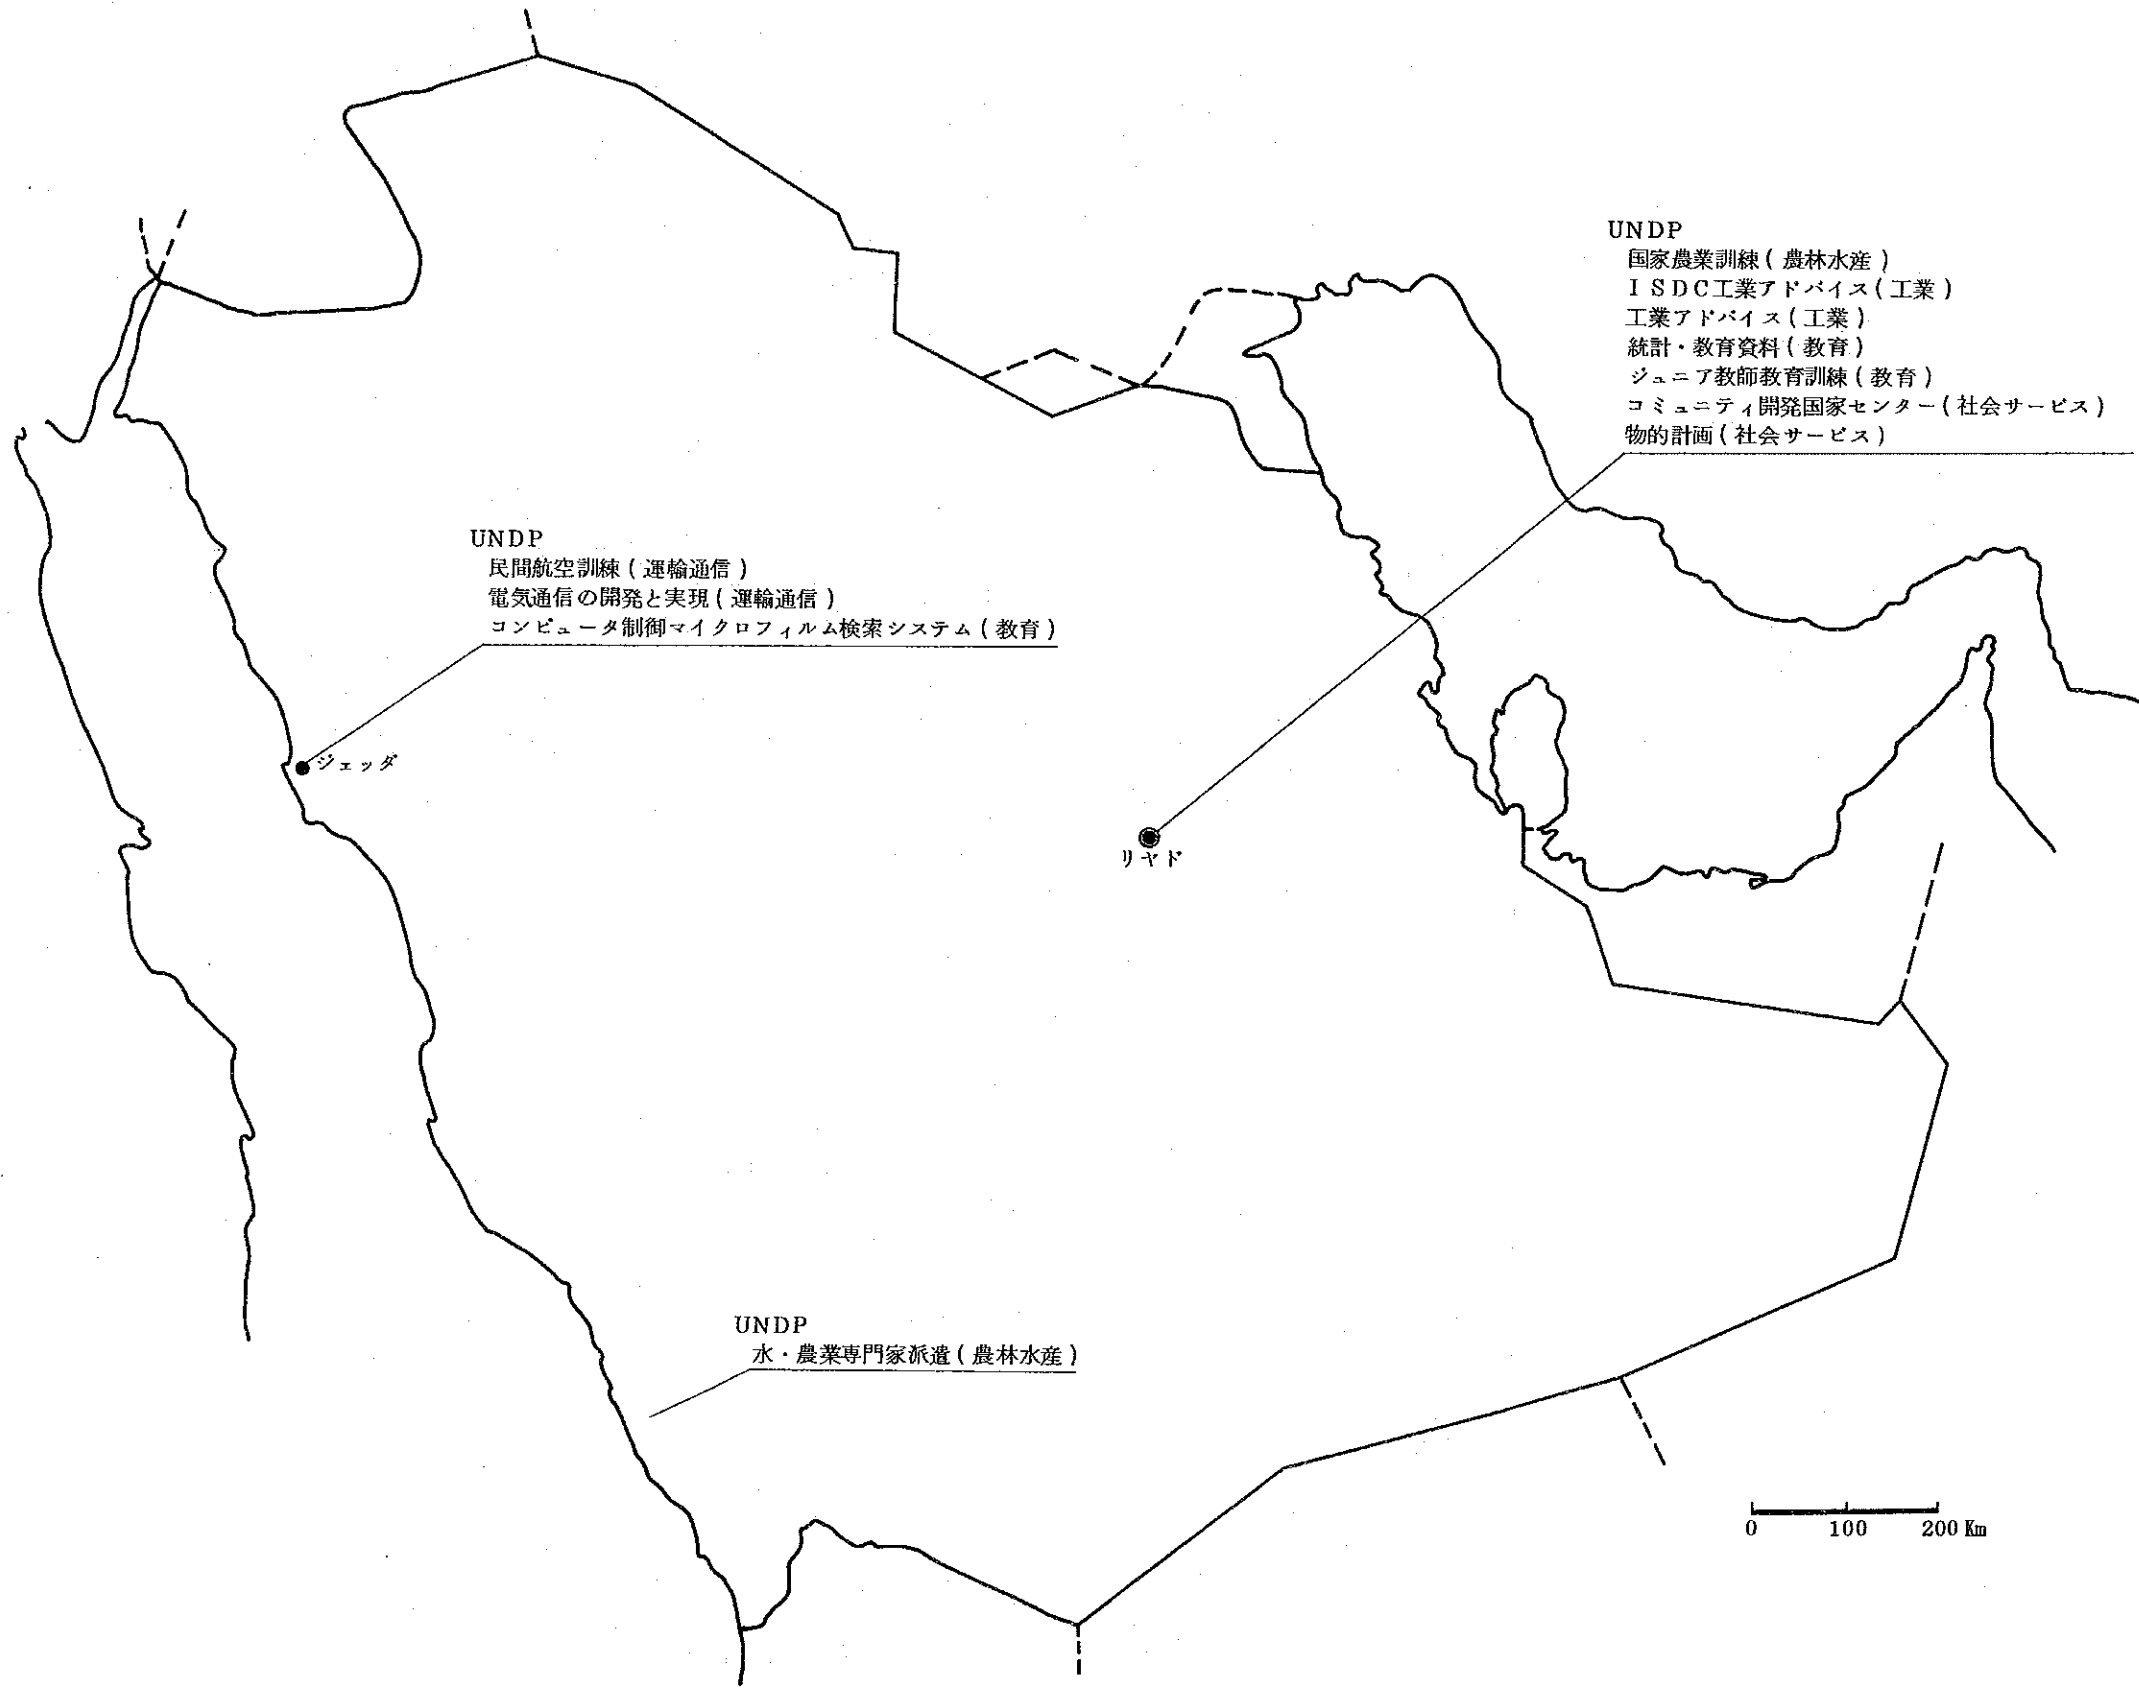 UNDP
国家農業訓練(農林水産)
ISDC工業アドバイス(工業)
工業アドバイス(工業)
統計・教育資料(教育)
ジュニア教師教育訓練(教育)
コミュニティ開発国家センター(社会サービス)
物的計画(社会サービス)
UNDP
民間航空訓練(運輸通信)
電気通信の開発と実現(運輸通信)
コンピュータ制御マイクロフィルム検索システム(教育)
ジェッダ
リヤド
UNDP
水・農業専門家派遣(農林水産)
0 100 200 Km